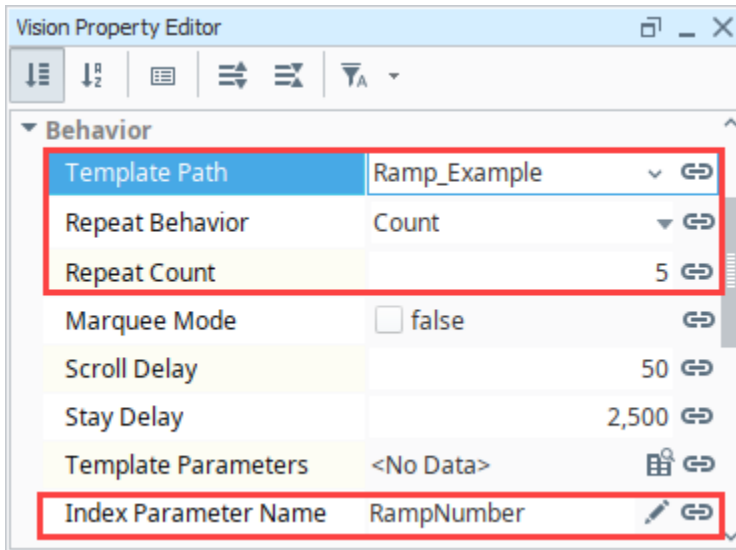 Vision Property Editor
Behavior
Template Path Ramp_Example
Repeat Behavior Count
Repeat Count 5
Marquee Mode false
Scroll Delay 50
Stay Delay 2,500
Template Parameters <No Data>
Index Parameter Name RampNumber